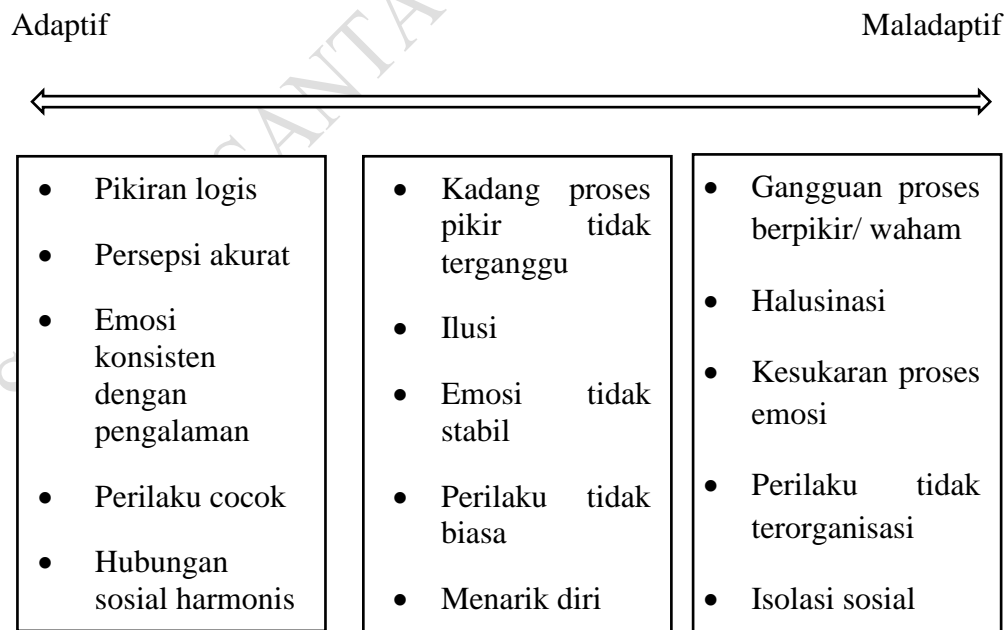 Adaptif
Maladaptif
• Pikiran logis
• Persepsi akurat
• Emosi
konsisten
dengan
pengalaman
• Perilaku cocok
• Hubungan
sosial harmonis
• Kadang proses
pikir tidak
terganggu
• Ilusi
• Emosi tidak
stabil
• Perilaku tidak
biasa
• Menarik diri
• Gangguan proses
berpikir/ waham
• Halusinasi
• Kesukaran proses
emosi
• Perilaku tidak
terorganisasi
• Isolasi sosial